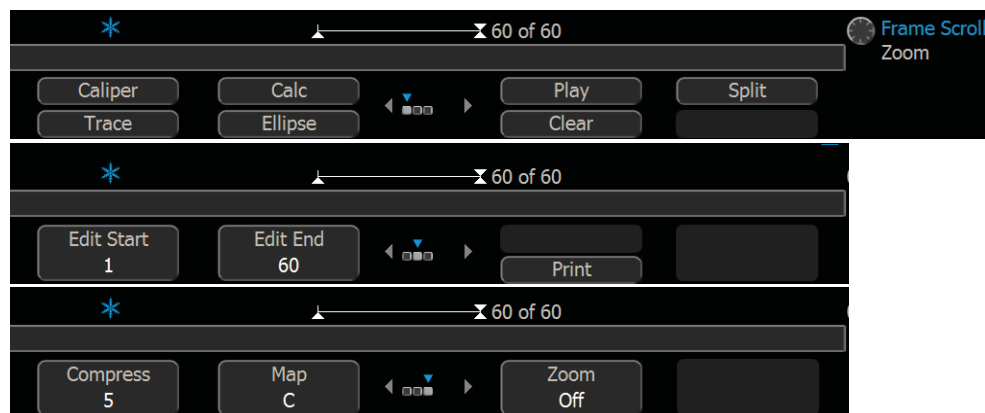 60 of 60 Frame Scroll
Zoom
Caliper Calc Play Split
Trace Ellipse Clear
60 of 60
Edit Start Edit End
1 60 Print
60 of 60
Compress Map Zoom
5 C Off